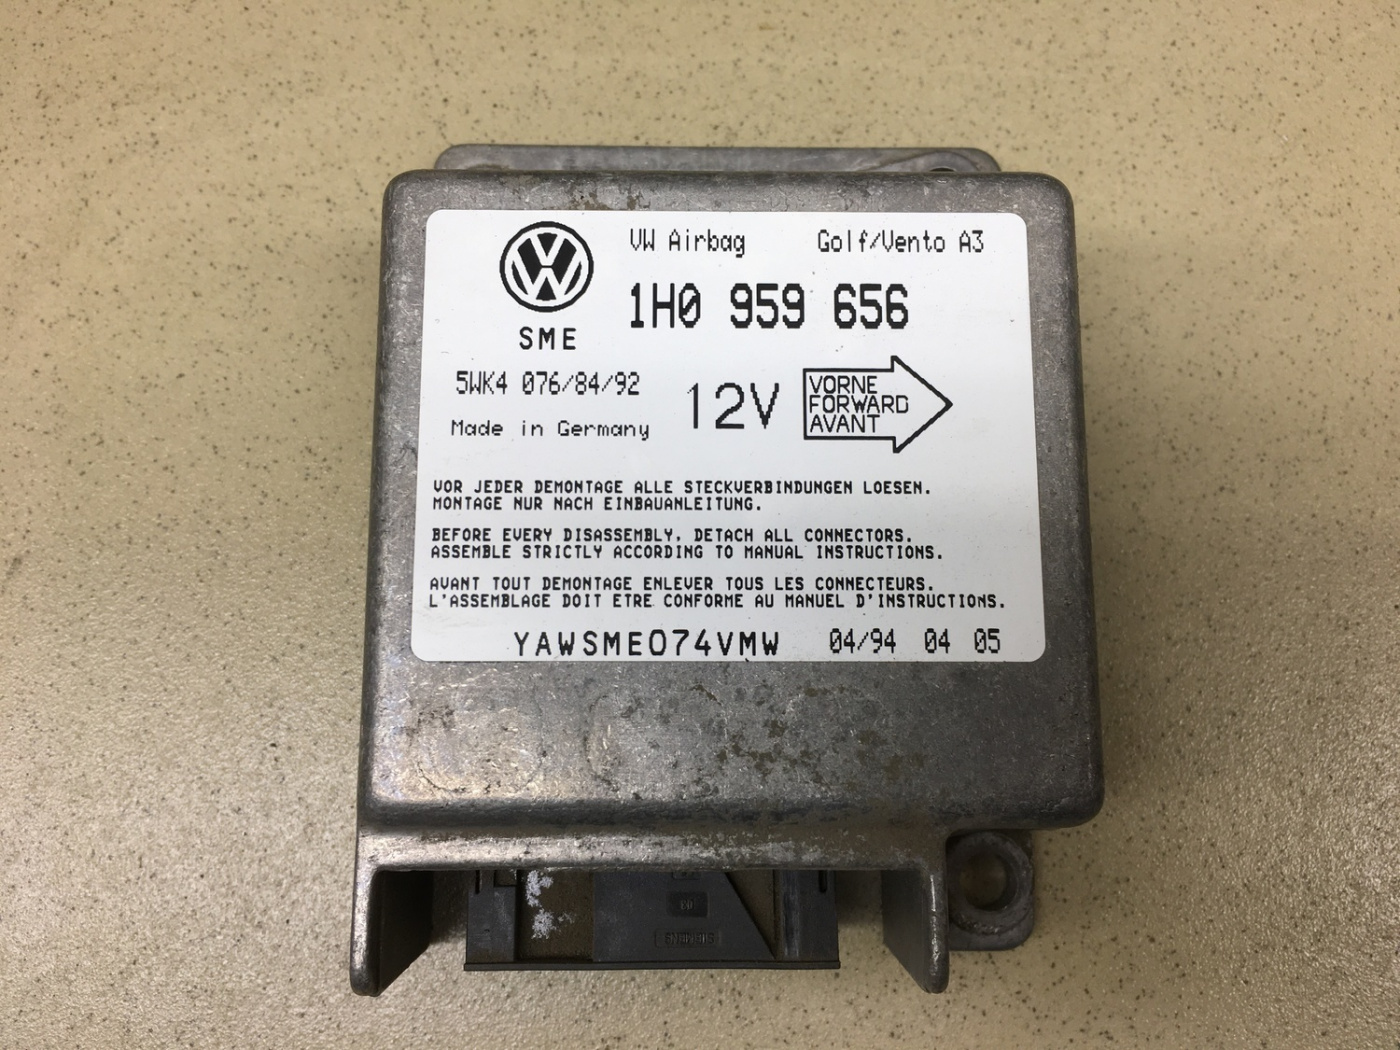 VW Airbag Golf/Vento A3
1H0 959 656
SME
5WK4 076/84/92
12V
VORNE
FORWARD
AVANT
Made in Germany
VOR JEDER DEMONTAGE ALLE STECKVERBINDUNGEN LOESEN.
MONTAGE NUR NACH EINBAUANLEITUNG.
BEFORE EVERY DISASSEMBLY, DETACH ALL CONNECTORS.
ASSEMBLE STRICTLY ACCORDING TO MANUAL INSTRUCTIONS.
AVANT TOUT DEMONTAGE ENLEVER TOUS LES CONNECTEURS.
L'ASSEMBLAGE DOIT ETRE CONFORME AU MANUEL D'INSTRUCTIONS.
YAWSME074VMW 04/94 04 05